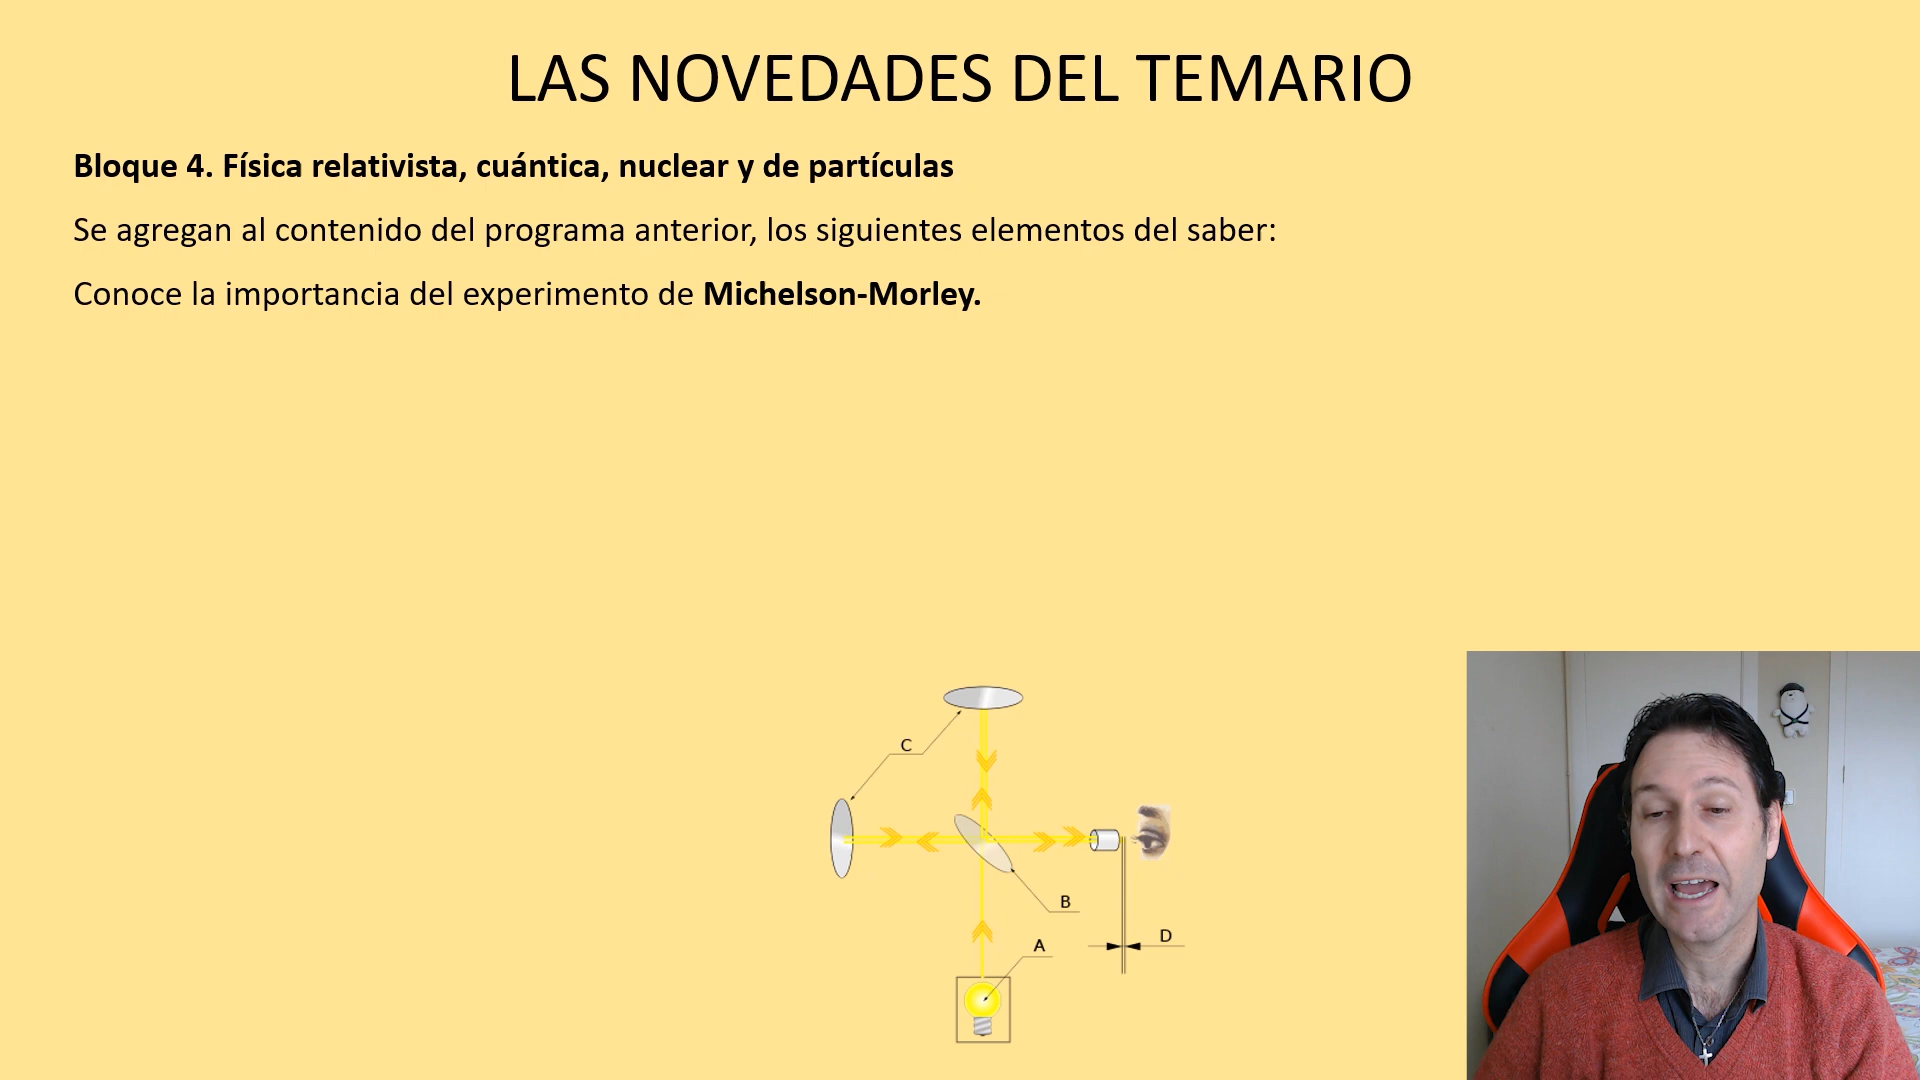 LAS NOVEDADES DEL TEMARIO
Bloque 4. Física relativista, cuántica, nuclear y de partículas
Se agregan al contenido del programa anterior, los siguientes elementos del saber:
Conoce la importancia del experimento de Michelson-Morley.
C
B
D
A